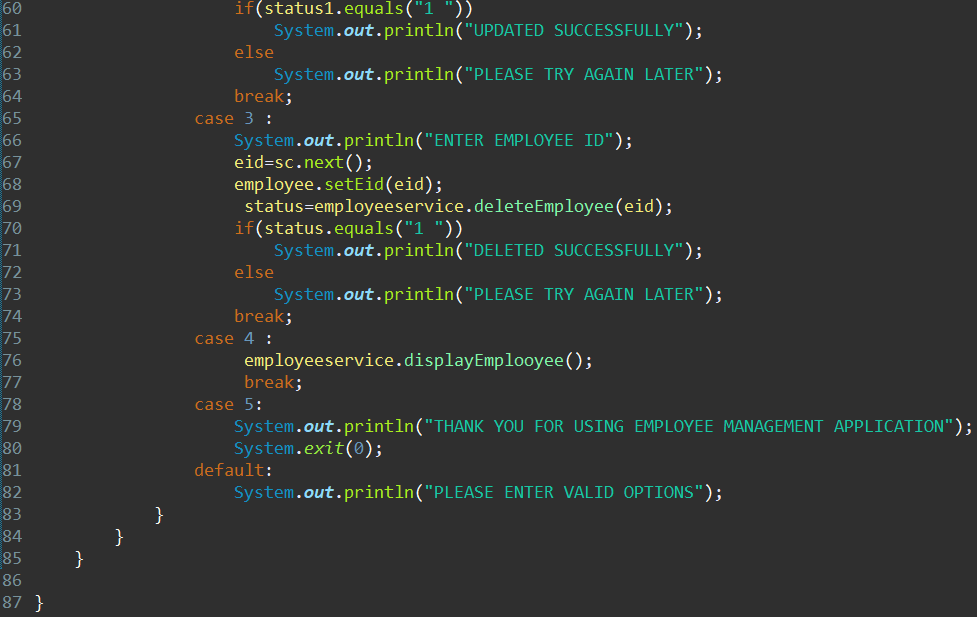 60                     if(status1.equals("1 "))
61                         System.out.println("UPDATED SUCCESSFULLY");
62                     else
63                         System.out.println("PLEASE TRY AGAIN LATER");
64                     break;
65                 case 3 :
66                     System.out.println("ENTER EMPLOYEE ID");
67                     eid=sc.next();
68                     employee.setEid(eid);
69                      status=employeeservice.deleteEmployee(eid);
70                     if(status.equals("1 "))
71                         System.out.println("DELETED SUCCESSFULLY");
72                     else
73                         System.out.println("PLEASE TRY AGAIN LATER");
74                     break;
75                 case 4 :
76                      employeeservice.displayEmplooyee();
77                      break;
78                 case 5:
79                     System.out.println("THANK YOU FOR USING EMPLOYEE MANAGEMENT APPLICATION");
80                     System.exit(0);
81                 default:
82                     System.out.println("PLEASE ENTER VALID OPTIONS");
83             }
84         }
85     }
86
87 }